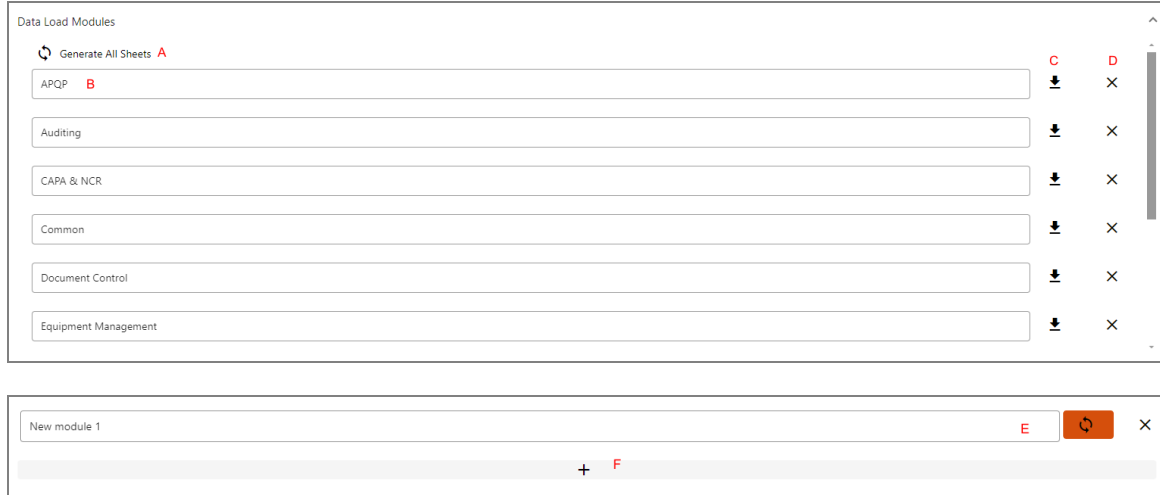 Data Load Modules
Generate All Sheets A
C D
APQP B
Auditing
CAPA & NCR
Common
Document Control
Equipment Management
New module 1 E
+ F